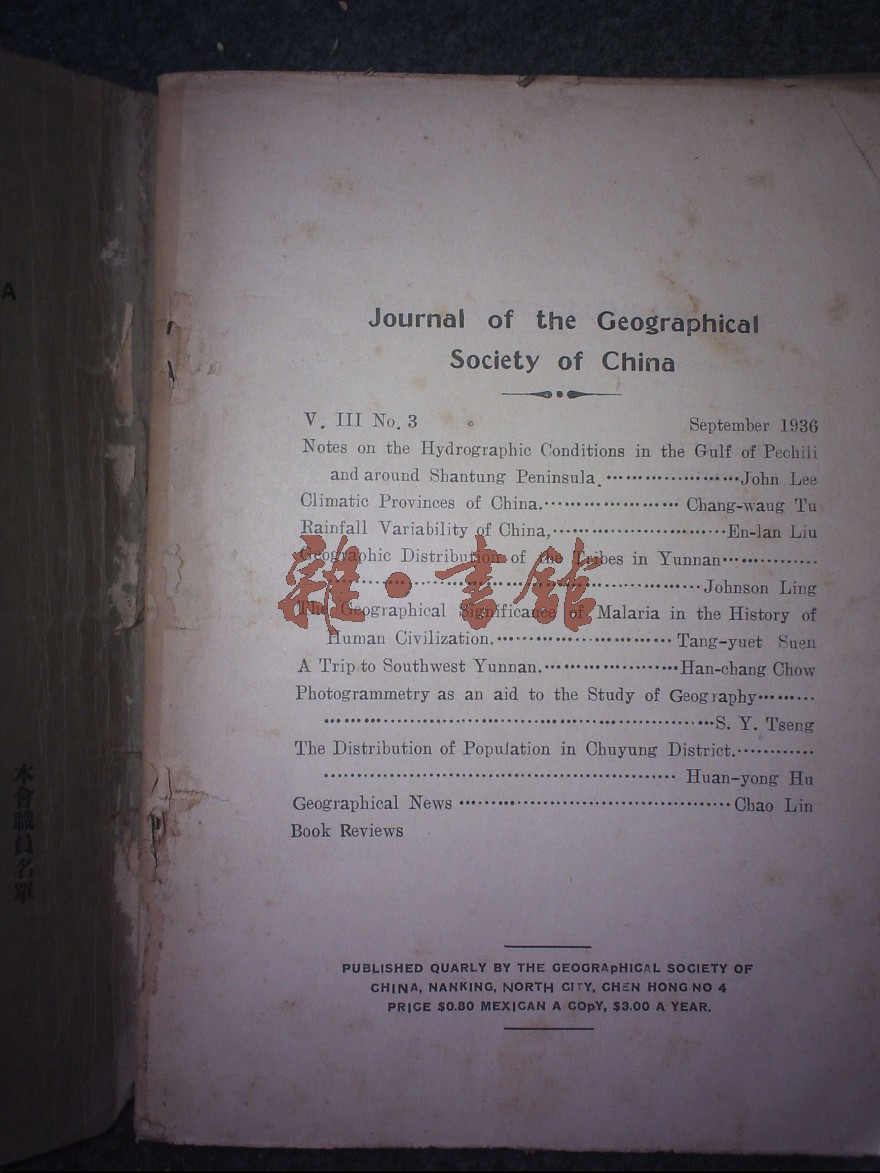 A
本會職員名單
Journal of the Geographical
Society of China
V. III No. 3 September 1936
Notes on the Hydrographic Conditions in the Gulf of Pechili
and around Shantung Peninsula. ·····················John Lee
Climatic Provinces of China.······················ Chang-waug Tu
Rainfall Variability of China,····························En-lan Liu
Geographic Distribution of the Tribes in Yunnan··············
·····························································Johnson Ling
The Geographical Significance of Malaria in the History of
Human Civilization.···························· Tang-yuet Suen
A Trip to Southwest Yunnan.······················Han-chang Chow
Photogrammetry as an aid to the Study of Geography·········
·······························································S. Y. Tseng
The Distribution of Population in Chuyung District.············
························································· Huan-yong Hu
Geographical News ············································Chao Lin
Book Reviews
PUBLISHED QUARLY BY THE GEOGRApHICAL SOCIETY OF
CHINA, NANKING, NORTH CITY, CHEN HONG NO 4
PRICE $0.80 MEXICAN A COpY, $3.00 A YEAR.
雜·書館